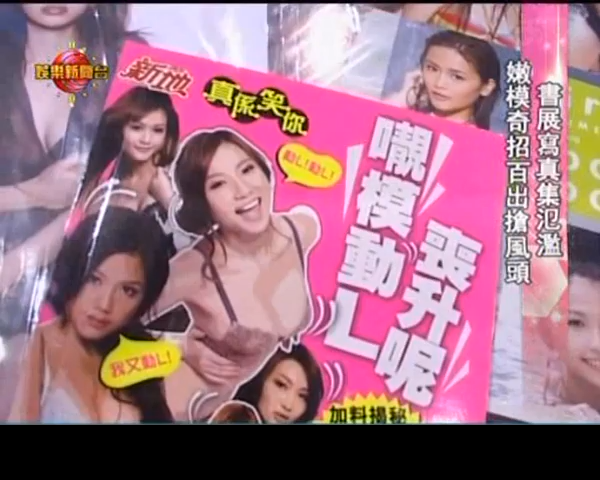 娛樂新聞台
書展寫真集氾濫
嫩模奇招百出搶風頭
新地
真係笑你
動L!動L!
嚫模動L
喪升呢
我又動L!
加料揭秘